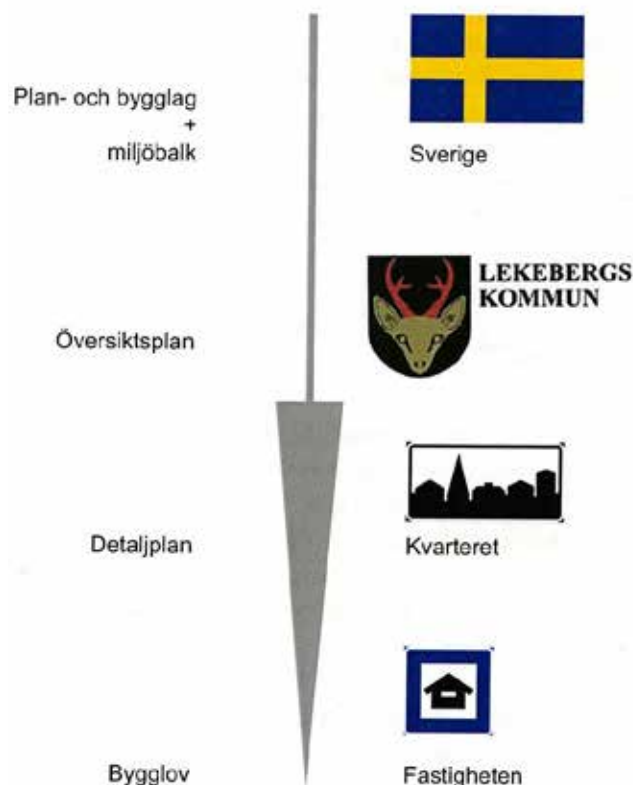 Plan- och bygglag
+
miljöbalk
Sverige
LEKEBERGS
KOMMUN
Översiktsplan
Detaljplan
Kvarteret
Bygglov
Fastigheten